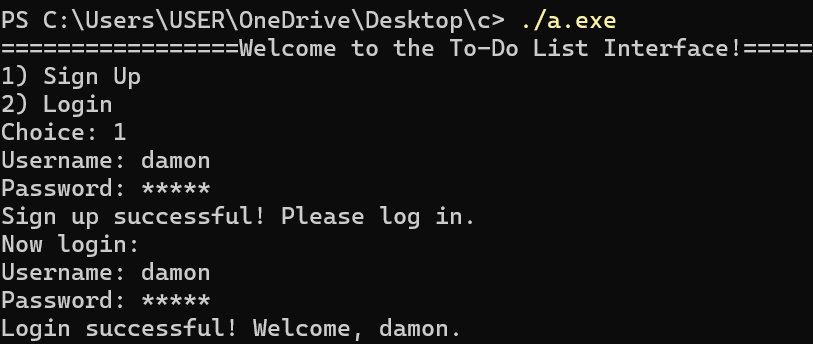 PS C:\Users\USER\OneDrive\Desktop\c> ./a.exe
=================Welcome to the To-Do List Interface!=====
1) Sign Up
2) Login
Choice: 1
Username: damon
Password: *****
Sign up successful! Please log in.
Now login:
Username: damon
Password: *****
Login successful! Welcome, damon.